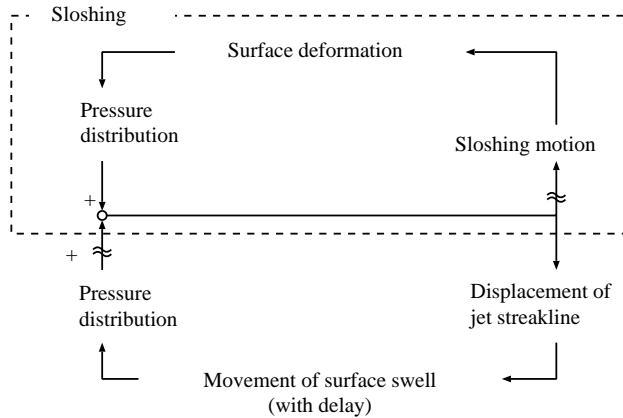 Sloshing
Surface deformation
Pressure
distribution
Sloshing motion
+
+
Pressure
distribution
Displacement of
jet streakline
Movement of surface swell
(with delay)